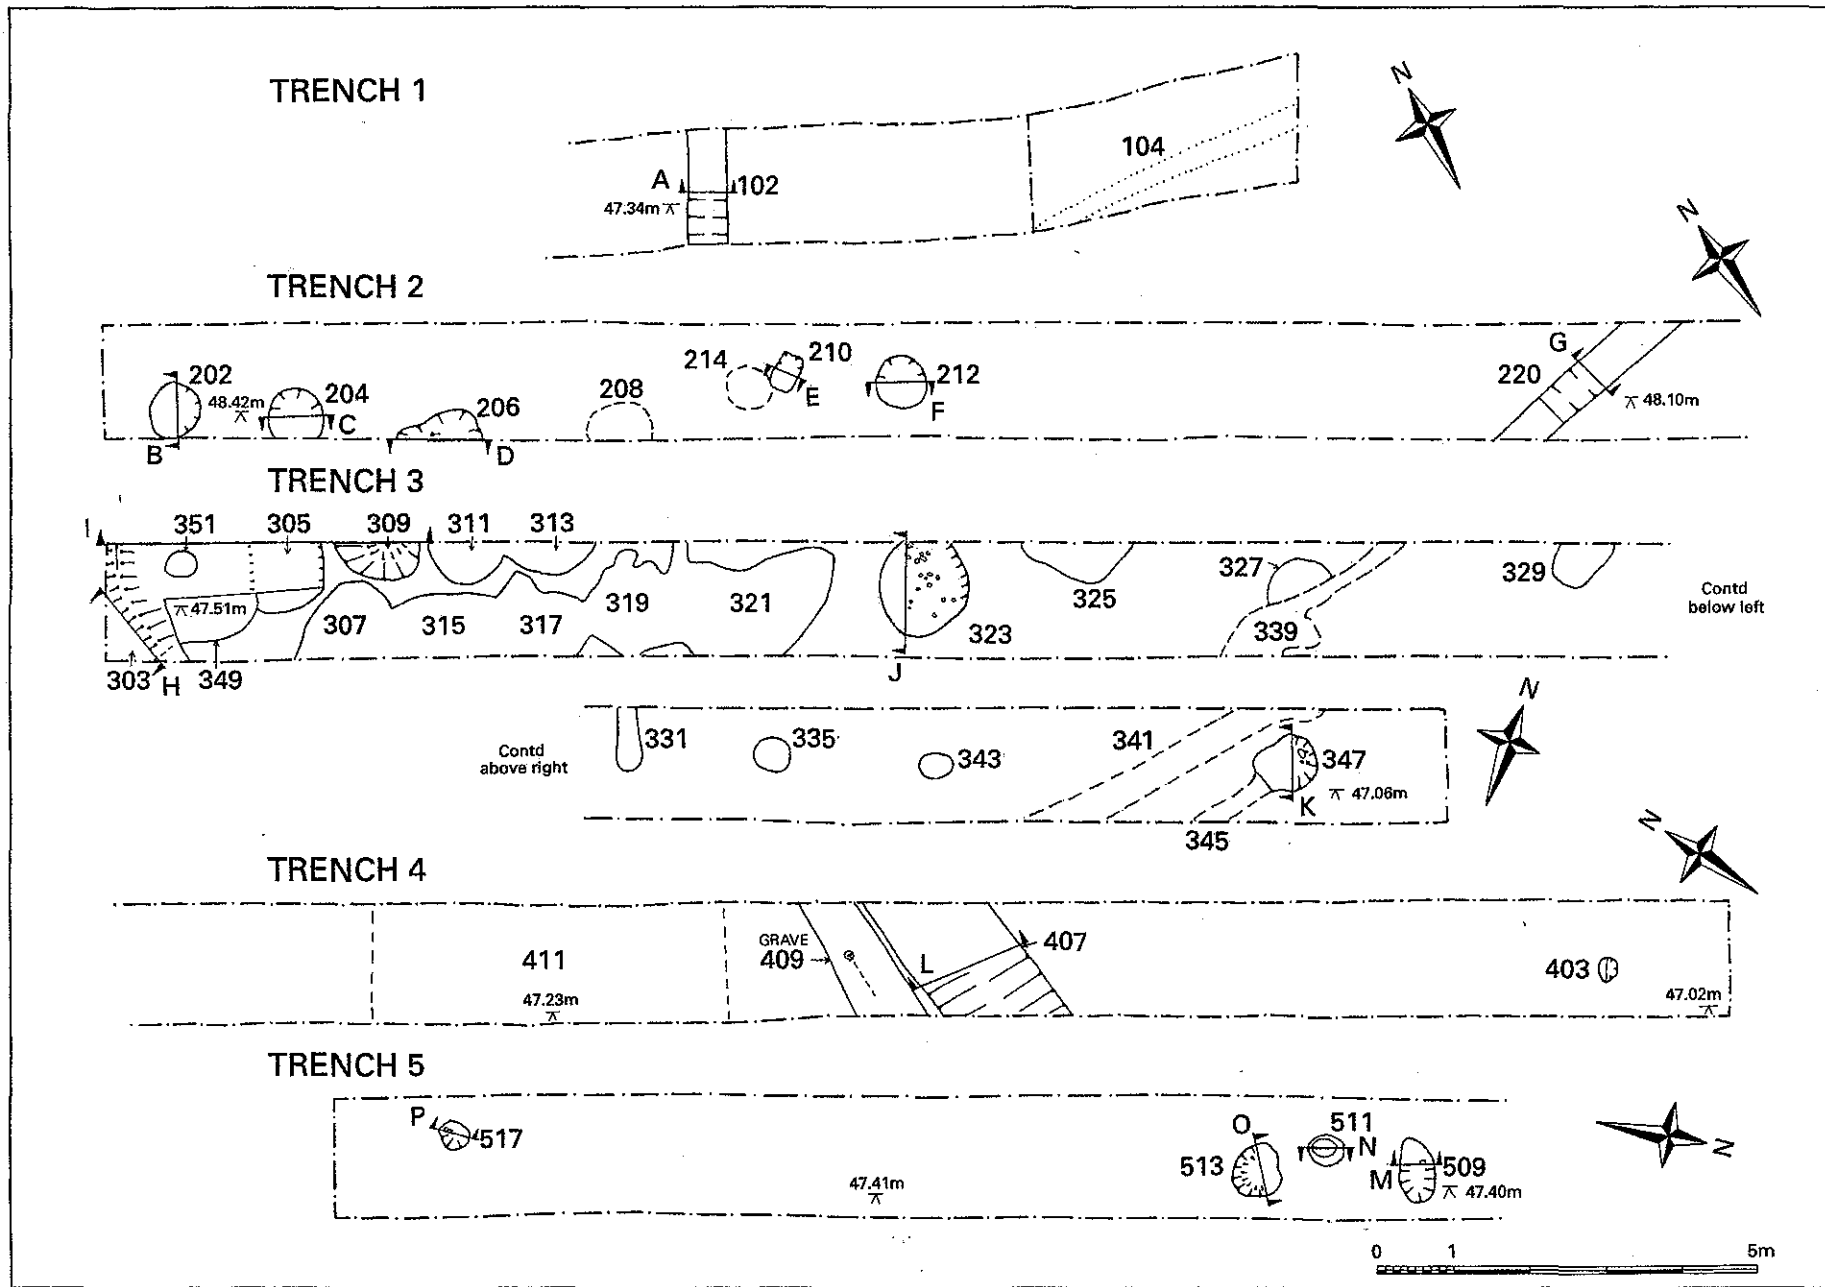 TRENCH 1
N
104
A 102
47.34m
N
TRENCH 2
202
48.42m
204
206
208
214
210
212
G
220
48.10m
B
C
D
E
F
TRENCH 3
I
351
305
309
311
313
327
329
325
47.51m
307
315
317
319
321
323
339
303
H
349
J
Contd
below left
N
Contd
above right
331
335
343
341
347
47.06m
K
345
N
TRENCH 4
411
47.23m
GRAVE
409
L
407
403
47.02m
TRENCH 5
P
517
O
511
N
513
M
509
47.40m
47.41m
N
0 1 5m